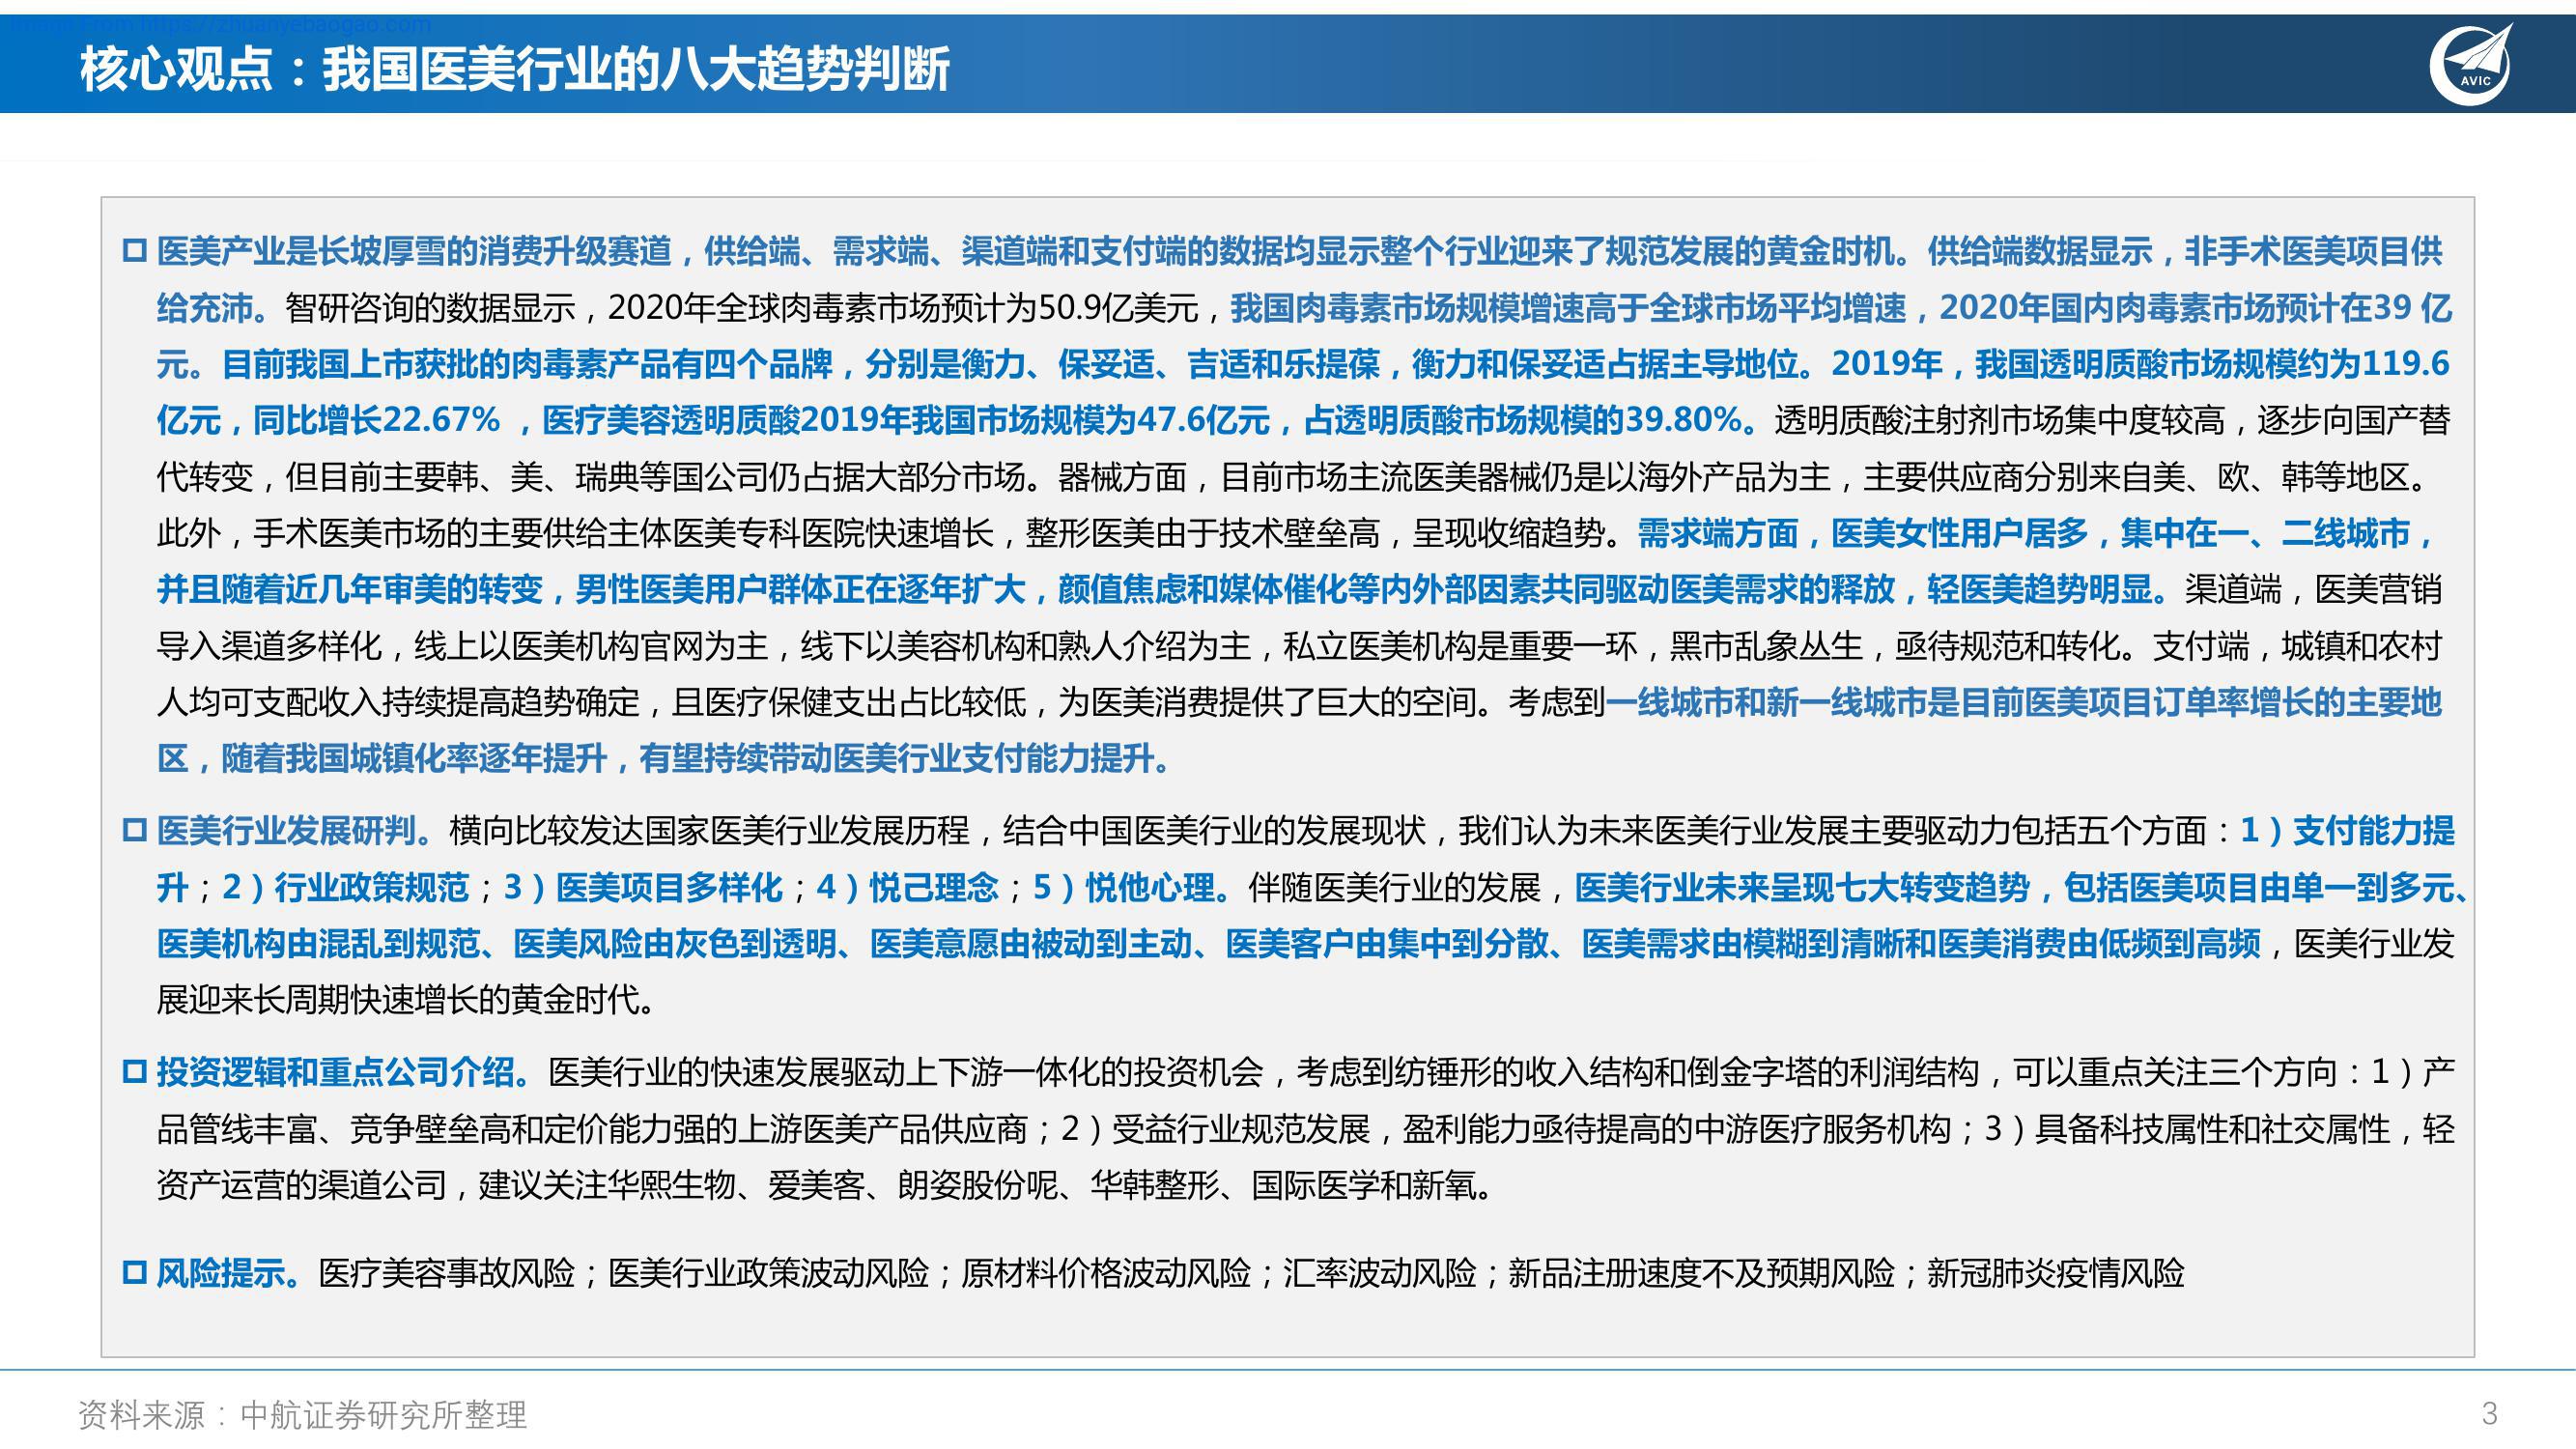 Image From https://zhuanyebaogao.com
核心观点：我国医美行业的八大趋势判断
AVIC
医美产业是长坡厚雪的消费升级赛道，供给端、需求端、渠道端和支付端的数据均显示整个行业迎来了规范发展的黄金时机。供给端数据显示，非手术医美项目供
给充沛。智研咨询的数据显示，2020年全球肉毒素市场预计为50.9亿美元，我国肉毒素市场规模增速高于全球市场平均增速，2020年国内肉毒素市场预计在39 亿
元。目前我国上市获批的肉毒素产品有四个品牌，分别是衡力、保妥适、吉适和乐提葆，衡力和保妥适占据主导地位。2019年，我国透明质酸市场规模约为119.6
亿元，同比增长22.67% ，医疗美容透明质酸2019年我国市场规模为47.6亿元，占透明质酸市场规模的39.80%。透明质酸注射剂市场集中度较高，逐步向国产替
代转变，但目前主要韩、美、瑞典等国公司仍占据大部分市场。器械方面，目前市场主流医美器械仍是以海外产品为主，主要供应商分别来自美、欧、韩等地区。
此外，手术医美市场的主要供给主体医美专科医院快速增长，整形医美由于技术壁垒高，呈现收缩趋势。需求端方面，医美女性用户居多，集中在一、二线城市，
并且随着近几年审美的转变，男性医美用户群体正在逐年扩大，颜值焦虑和媒体催化等内外部因素共同驱动医美需求的释放，轻医美趋势明显。渠道端，医美营销
导入渠道多样化，线上以医美机构官网为主，线下以美容机构和熟人介绍为主，私立医美机构是重要一环，黑市乱象丛生，亟待规范和转化。支付端，城镇和农村
人均可支配收入持续提高趋势确定，且医疗保健支出占比较低，为医美消费提供了巨大的空间。考虑到一线城市和新一线城市是目前医美项目订单率增长的主要地
区，随着我国城镇化率逐年提升，有望持续带动医美行业支付能力提升。
医美行业发展研判。横向比较发达国家医美行业发展历程，结合中国医美行业的发展现状，我们认为未来医美行业发展主要驱动力包括五个方面：1）支付能力提
升；2）行业政策规范；3）医美项目多样化；4）悦己理念；5）悦他心理。伴随医美行业的发展，医美行业未来呈现七大转变趋势，包括医美项目由单一到多元、
医美机构由混乱到规范、医美风险由灰色到透明、医美意愿由被动到主动、医美客户由集中到分散、医美需求由模糊到清晰和医美消费由低频到高频，医美行业发
展迎来长周期快速增长的黄金时代。
投资逻辑和重点公司介绍。医美行业的快速发展驱动上下游一体化的投资机会，考虑到纺锤形的收入结构和倒金字塔的利润结构，可以重点关注三个方向：1）产
品管线丰富、竞争壁垒高和定价能力强的上游医美产品供应商；2）受益行业规范发展，盈利能力亟待提高的中游医疗服务机构；3）具备科技属性和社交属性，轻
资产运营的渠道公司，建议关注华熙生物、爱美客、朗姿股份呢、华韩整形、国际医学和新氧。
风险提示。医疗美容事故风险；医美行业政策波动风险；原材料价格波动风险；汇率波动风险；新品注册速度不及预期风险；新冠肺炎疫情风险
资料来源：中航证券研究所整理
3